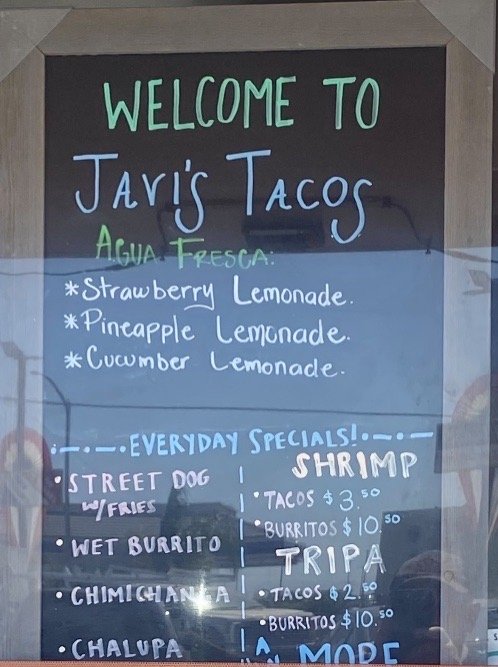 WELCOME TO
JAVI'S TACOS
AGUA FRESCA:
*Strawberry Lemonade.
*Pineapple Lemonade.
*Cucumber Lemonade.
EVERYDAY SPECIALS!
• STREET DOG
W/FRIES
• WET BURRITO
• CHIMICHANGA
• CHALUPA
SHRIMP
• TACOS $3.50
• BURRITOS $10.50
TRIPA
• TACOS $2.50
• BURRITOS $10.50
MORE